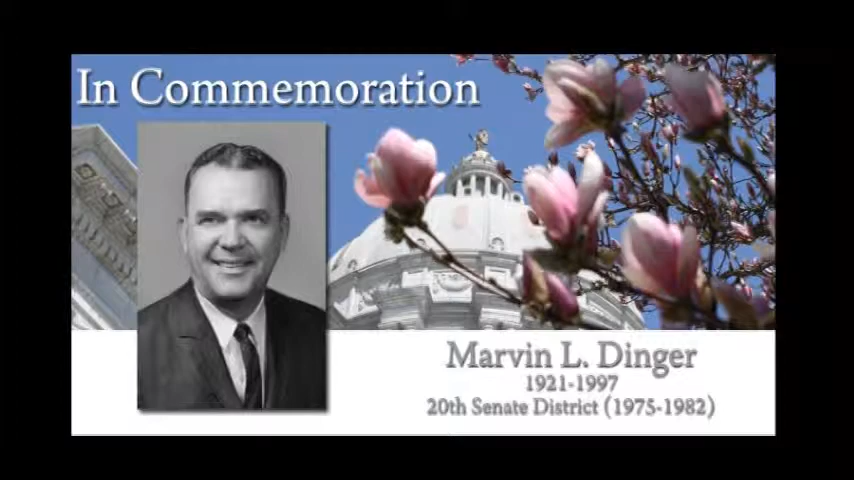 In Commemoration
Marvin L. Dinger
1921-1997
20th Senate District (1975-1982)